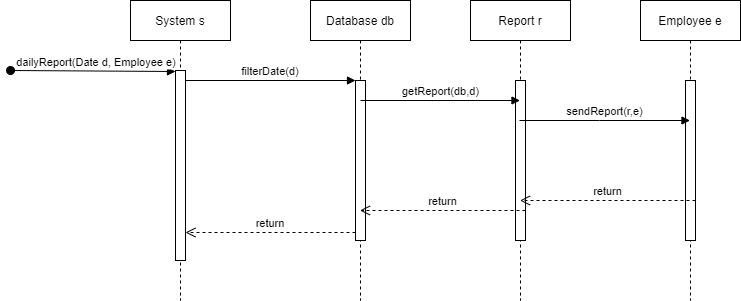 System s
Database db
Report r
Employee e
dailyReport(Date d, Employee e)
filterDate(d)
getReport(db,d)
sendReport(r,e)
return
return
return